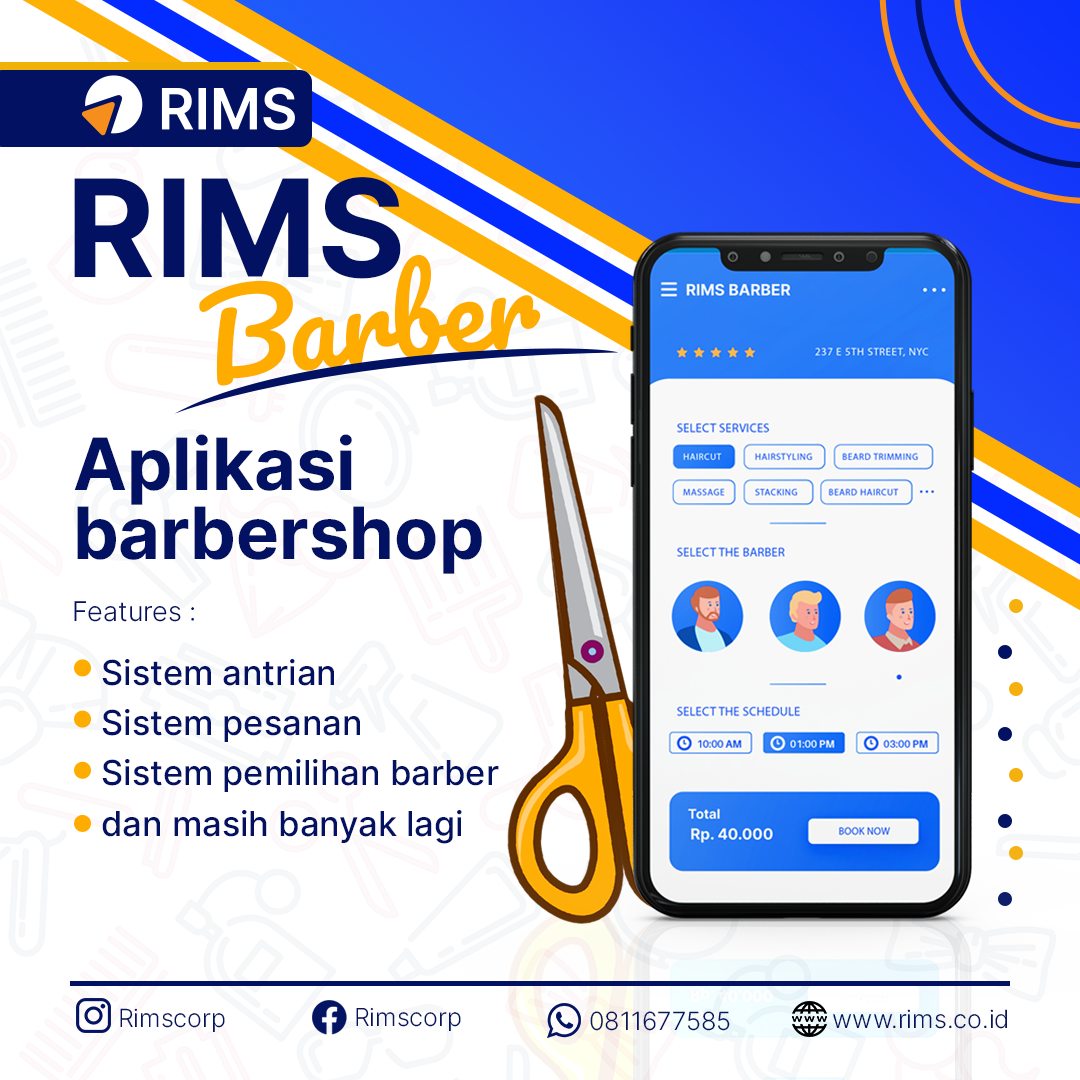 RIMS
RIMS
Barber
Aplikasi
barbershop
Features :
Sistem antrian
Sistem pesanan
Sistem pemilihan barber
dan masih banyak lagi
RIMS BARBER
237 E 5TH STREET, NYC
SELECT SERVICES
HAIRCUT HAIRSTYLING BEARD TRIMMING
MASSAGE STACKING BEARD HAIRCUT
SELECT THE BARBER
SELECT THE SCHEDULE
10:00 AM 01:00 PM 03:00 PM
Total
Rp. 40.000
BOOK NOW
Rimscorp
Rimscorp
0811677585
www
www.rims.co.id